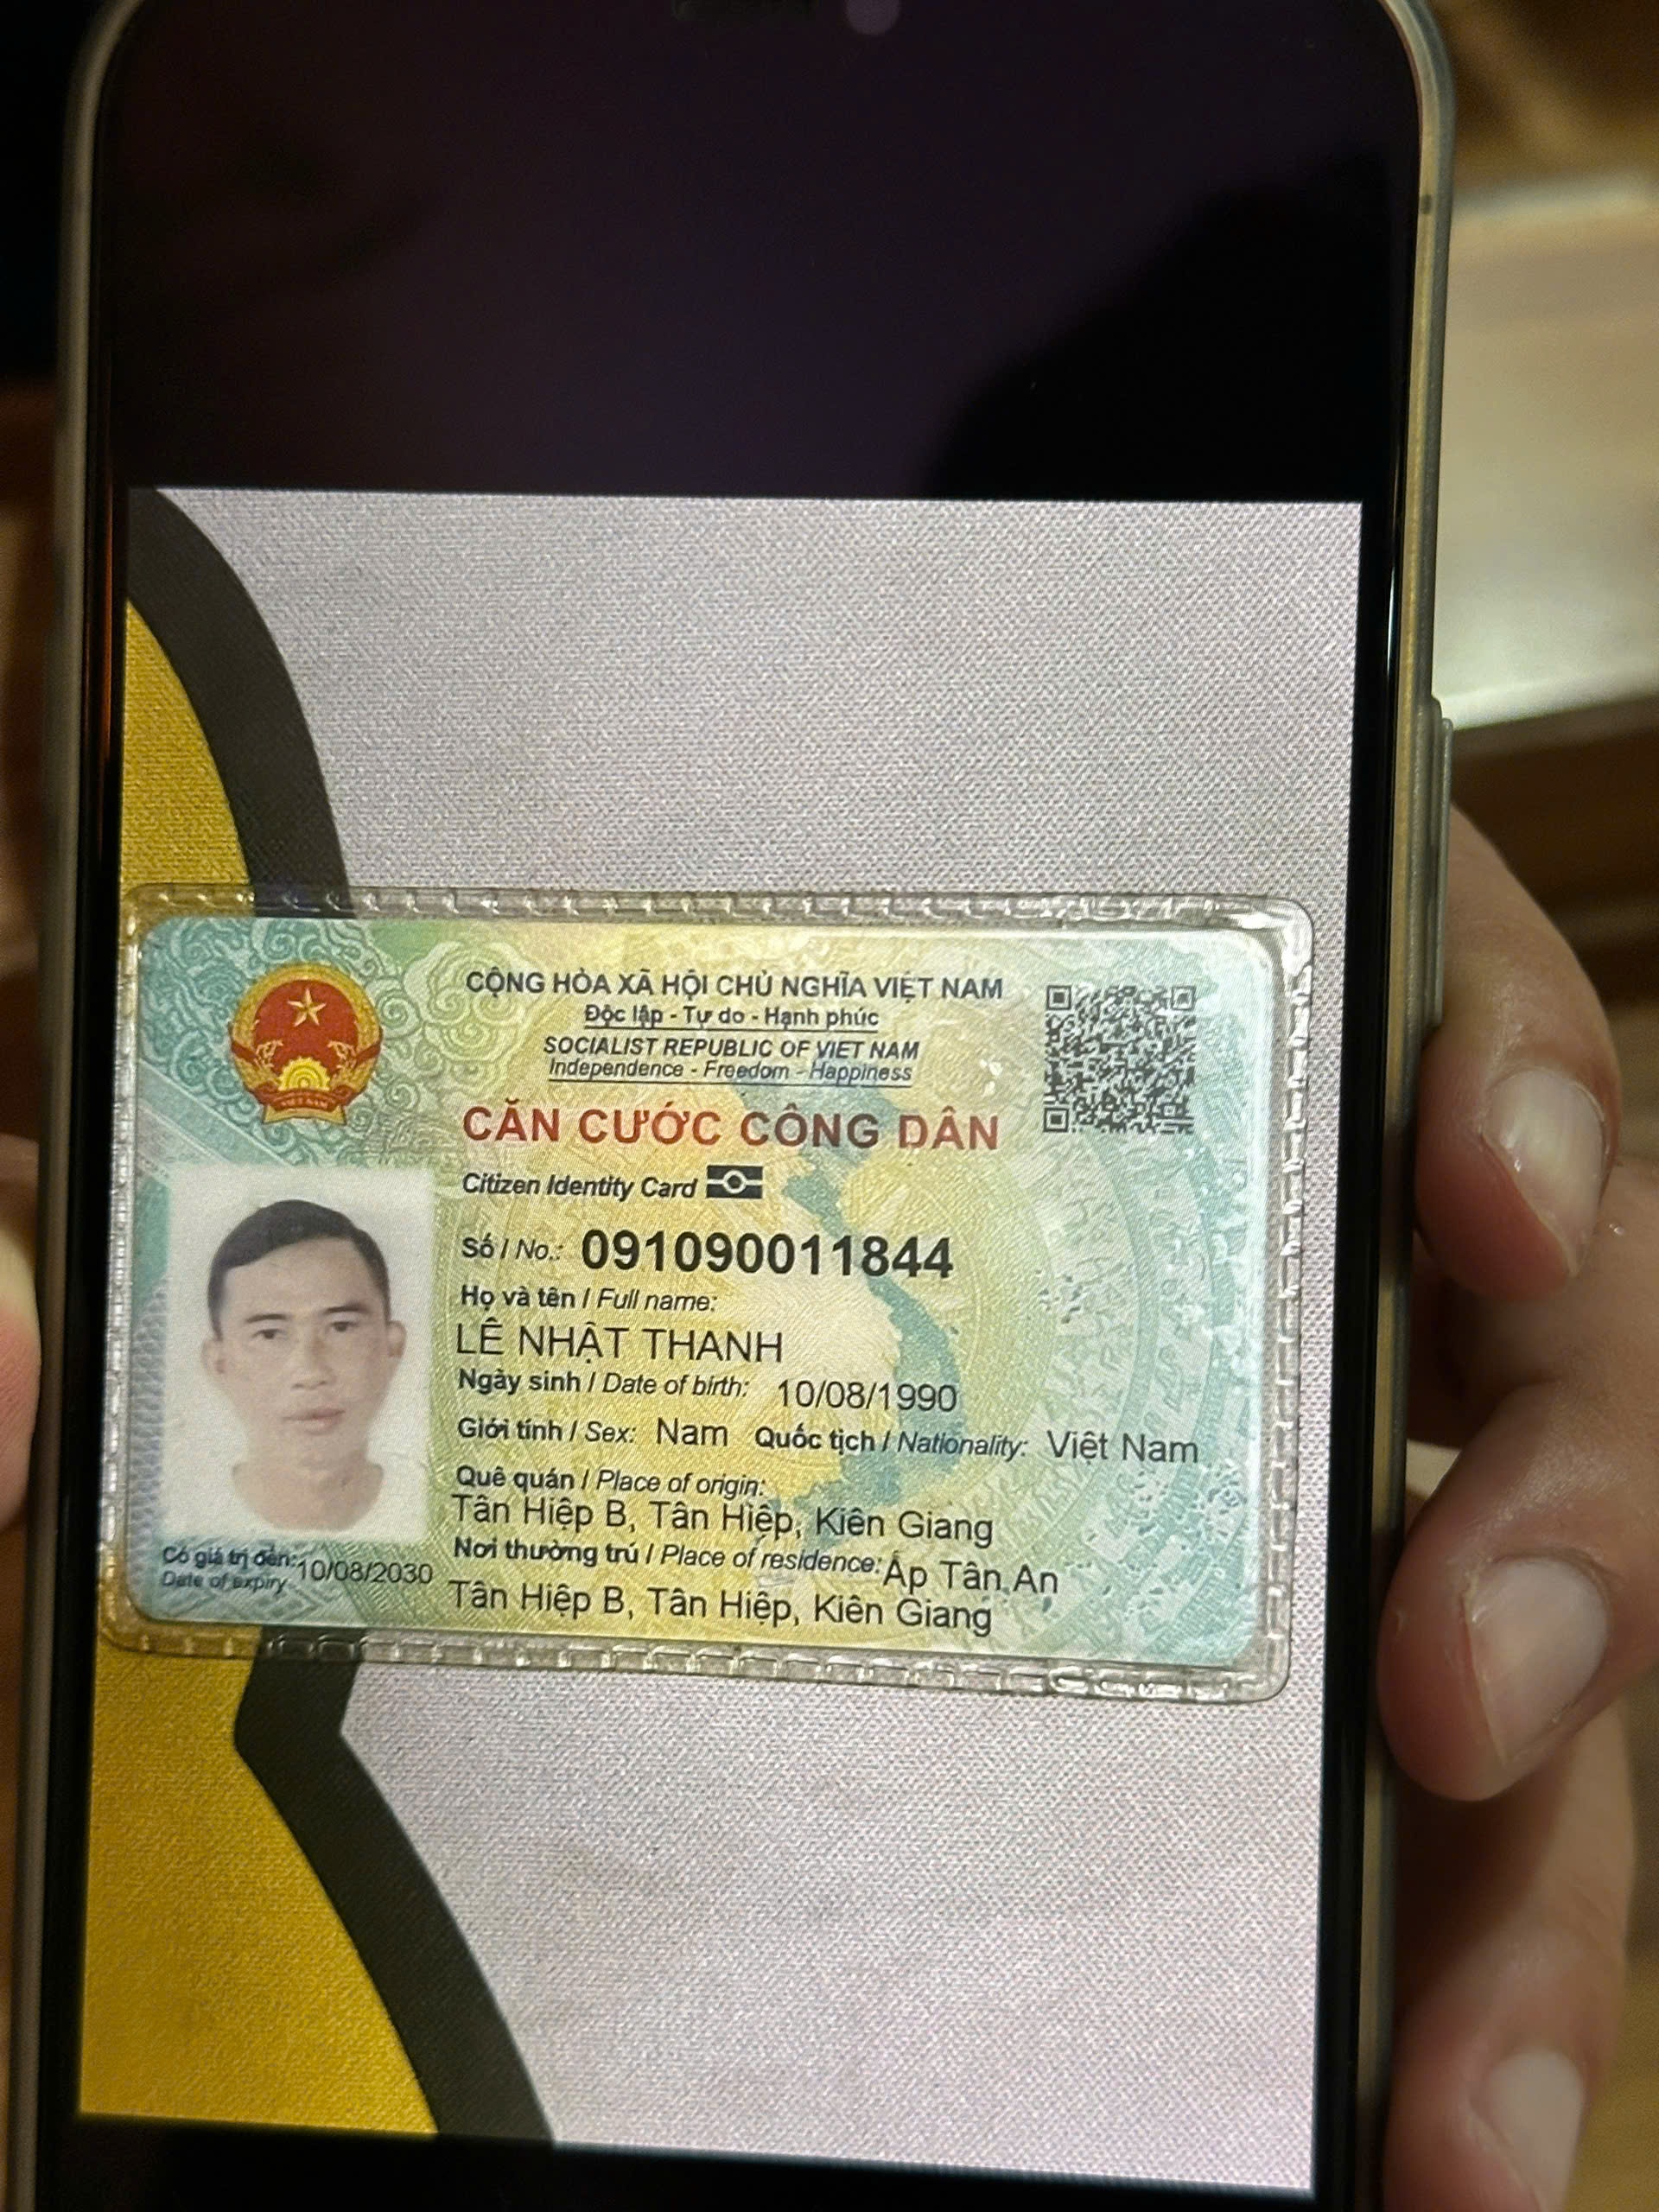 CỘNG HÒA XÃ HỘI CHỦ NGHĨA VIỆT NAM
Độc lập - Tự do - Hạnh phúc
SOCIALIST REPUBLIC OF VIET NAM
Independence - Freedom - Happiness
CĂN CƯỚC CÔNG DÂN
Citizen Identity Card
Số / No.: 091090011844
Họ và tên / Full name:
LÊ NHẬT THANH
Ngày sinh / Date of birth: 10/08/1990
Giới tính / Sex: Nam Quốc tịch / Nationality: Việt Nam
Quê quán / Place of origin:
Tân Hiệp B, Tân Hiệp, Kiên Giang
Nơi thường trú / Place of residence: Ấp Tân An
Tân Hiệp B, Tân Hiệp, Kiên Giang
Có giá trị đến: 10/08/2030
Date of expiry